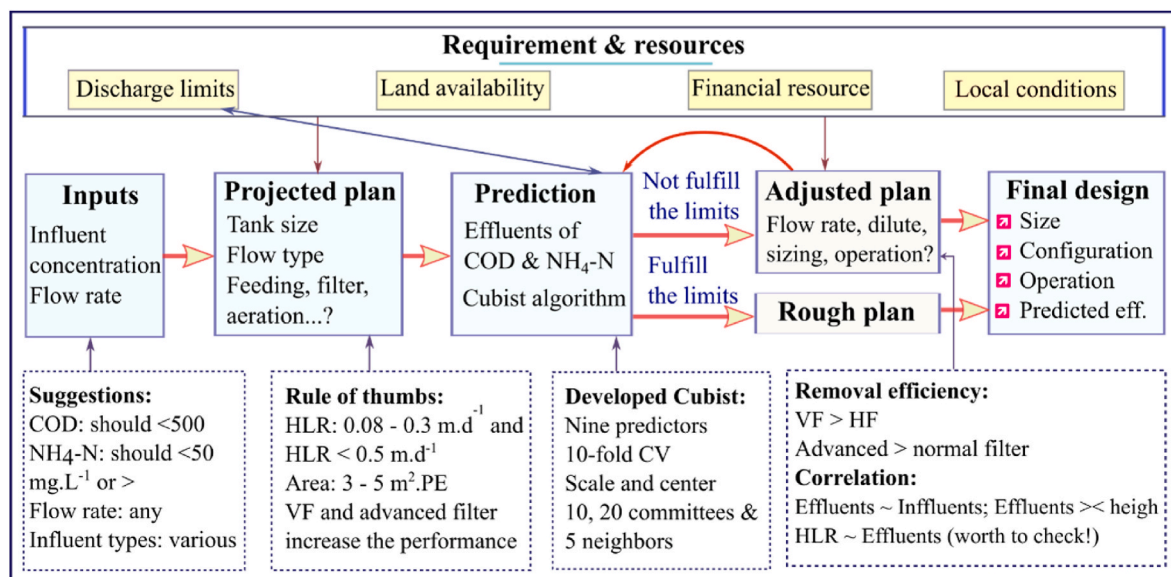 Requirement & resources
Discharge limits
Land availability
Financial resource
Local conditions
Inputs
Influent
concentration
Flow rate
Projected plan
Tank size
Flow type
Feeding, filter,
aeration...?
Prediction
Effluents of
COD & NH₄-N
Cubist algorithm
Not fulfill
the limits
Fulfill
the limits
Adjusted plan
Flow rate, dilute,
sizing, operation?
Rough plan
Final design
Size
Configuration
Operation
Predicted eff.
Suggestions:
COD: should <500
NH₄-N: should <50
mg.L⁻¹ or >
Flow rate: any
Influent types: various
Rule of thumbs:
HLR: 0.08 - 0.3 m.d⁻¹ and
HLR < 0.5 m.d⁻¹
Area: 3 - 5 m².PE
VF and advanced filter
increase the performance
Developed Cubist:
Nine predictors
10-fold CV
Scale and center
10, 20 committees &
5 neighbors
Removal efficiency:
VF > HF
Advanced > normal filter
Correlation:
Effluents ~ Inffluents; Effluents >< heigh
HLR ~ Effluents (worth to check!)